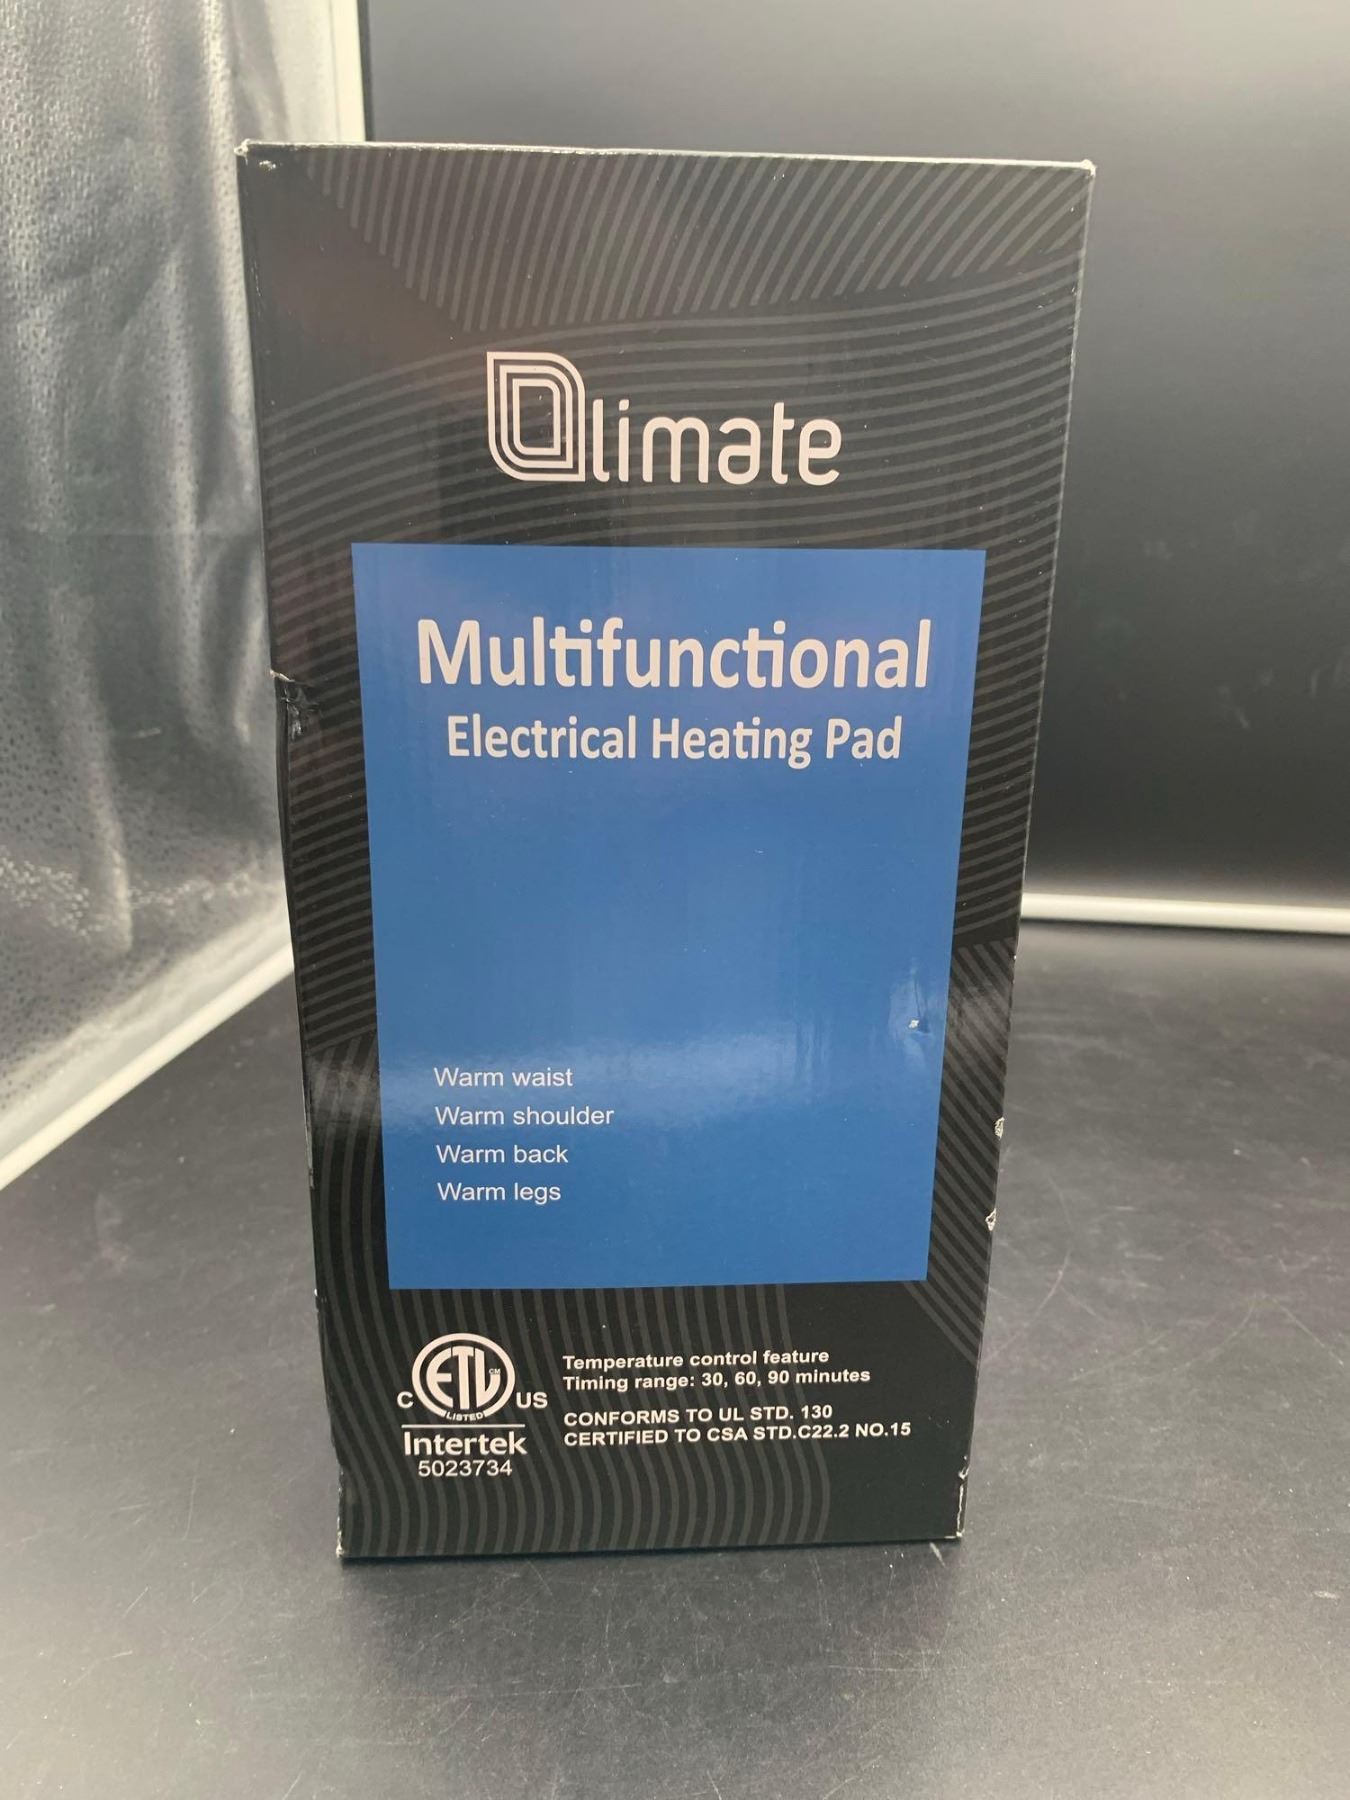 Olimate
Multifunctional
Electrical Heating Pad
Warm waist
Warm shoulder
Warm back
Warm legs
Temperature control feature
Timing range: 30, 60, 90 minutes
CONFORMS TO UL STD. 130
CERTIFIED TO CSA STD.C22.2 NO.15
C ETL CM US
LISTED
Intertek
5023734